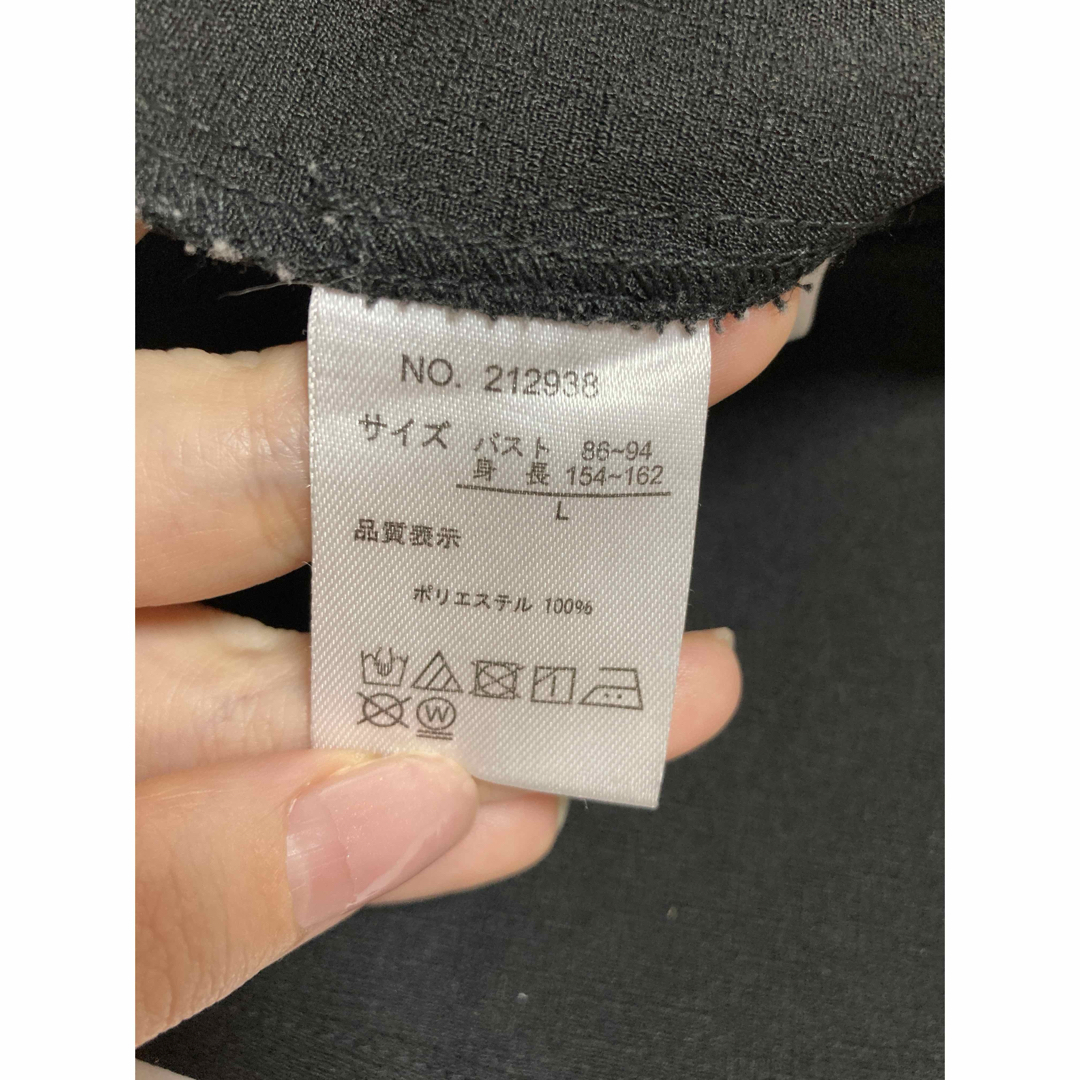 NO. 212938
サイズ バスト 86~94
身 長 154~162
L
品質表示
ポリエステル 100%
W